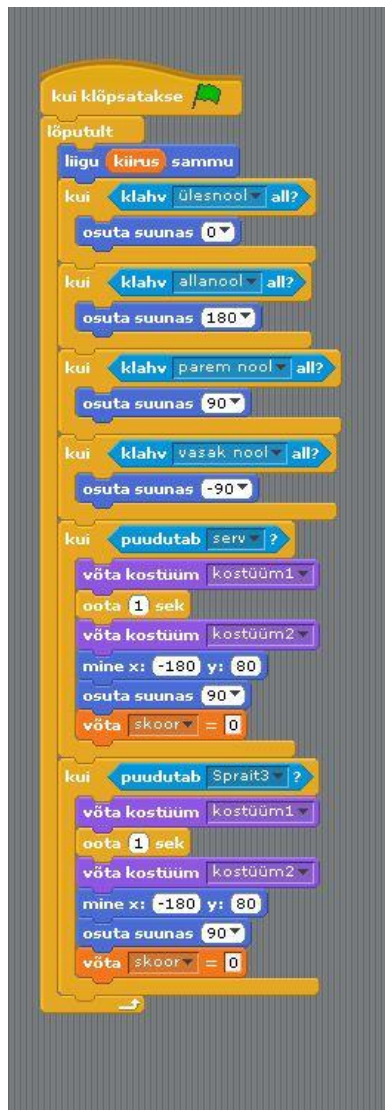 kui klõpsatakse
lõputult
liigu kiirus sammu
kui klahv ülesnool all?
osuta suunas 0
kui klahv allanool all?
osuta suunas 180
kui klahv parem nool all?
osuta suunas 90
kui klahv vasak nool all?
osuta suunas -90
kui puudutab serv ?
võta kostüüm kostüüm1
oota 1 sek
võta kostüüm kostüüm2
mine x: -180 y: 80
osuta suunas 90
võta skoor = 0
kui puudutab Sprait3 ?
võta kostüüm kostüüm1
oota 1 sek
võta kostüüm kostüüm2
mine x: -180 y: 80
osuta suunas 90
võta skoor = 0